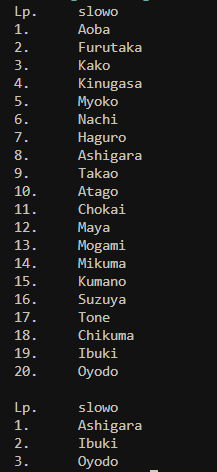 Lp. slowo
1. Aoba
2. Furutaka
3. Kako
4. Kinugasa
5. Myoko
6. Nachi
7. Haguro
8. Ashigara
9. Takao
10. Atago
11. Chokai
12. Maya
13. Mogami
14. Mikuma
15. Kumano
16. Suzuya
17. Tone
18. Chikuma
19. Ibuki
20. Oyodo
Lp. slowo
1. Ashigara
2. Ibuki
3. Oyodo